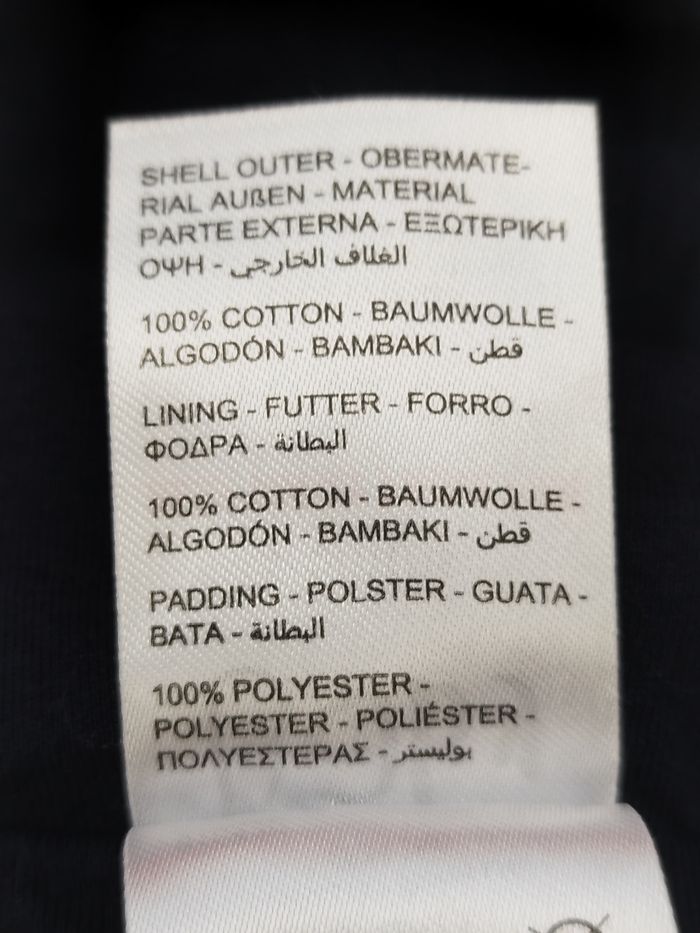 SHELL OUTER - OBERMATE-
RIAL AUßEN - MATERIAL
PARTE EXTERNA - ΕΞΩΤΕΡΙΚΗ
ΟΨΗ - الغلاف الخارجي
100% COTTON - BAUMWOLLE -
ALGODÓN - BAMBAKI - قطن
LINING - FUTTER - FORRO -
ΦΟΔΡΑ - البطانة
100% COTTON - BAUMWOLLE -
ALGODÓN - BAMBAKI - قطن
PADDING - POLSTER - GUATA -
ΒΑΤΑ - البطانة
100% POLYESTER -
POLYESTER - POLIÉSTER -
ΠΟΛΥΕΣΤΕΡΑΣ - بوليستر